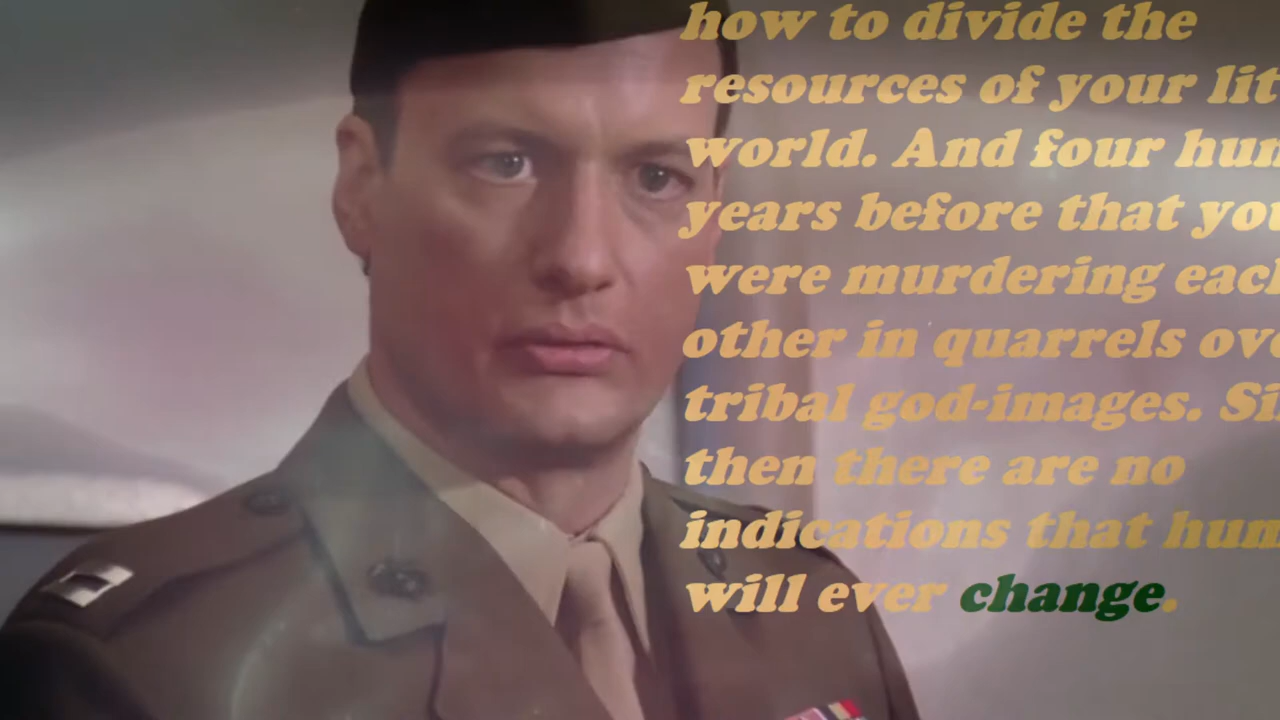 how to divide the
resources of your lit
world. And four hun
years before that you
were murdering each
other in quarrels ove
tribal god-images. Si
then there are no
indications that hum
will ever change.